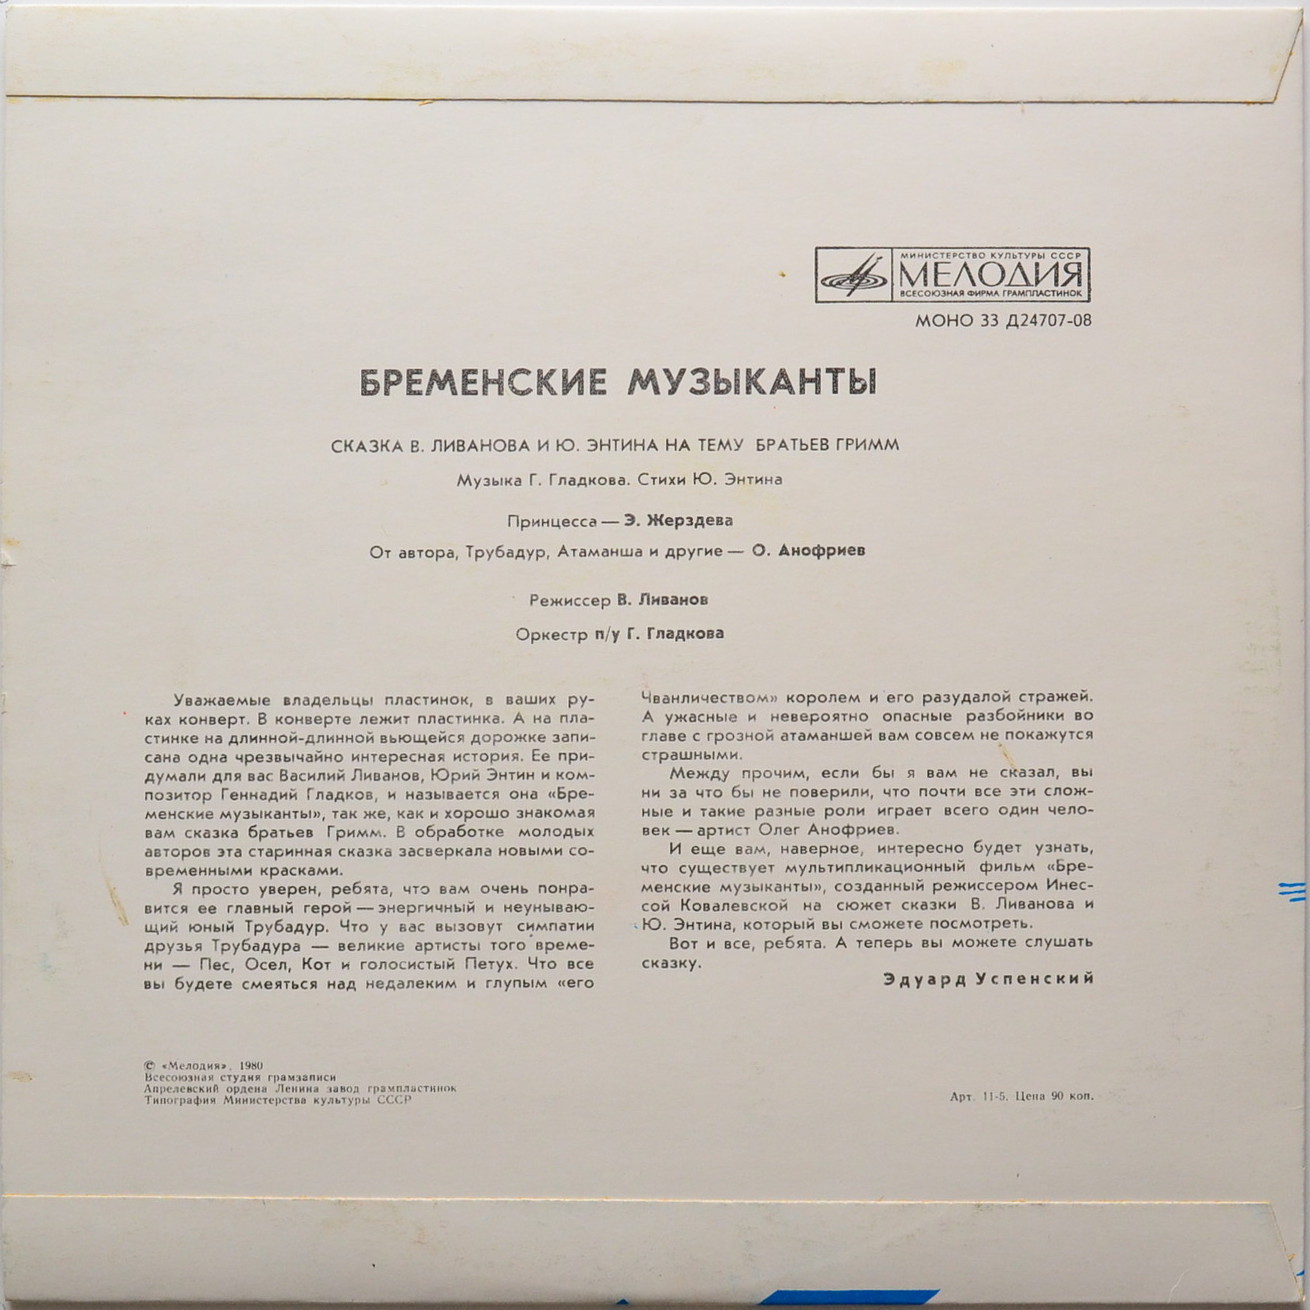 МИНИСТЕРСТВО КУЛЬТУРЫ СССР
МЕЛОДИЯ
ВСЕСОЮЗНАЯ ФИРМА ГРАМПЛАСТИНОК
МОНО 33 Д24707-08
БРЕМЕНСКИЕ МУЗЫКАНТЫ
СКАЗКА В. ЛИВАНОВА И Ю. ЭНТИНА НА ТЕМУ БРАТЬЕВ ГРИММ
Музыка Г. Гладкова. Стихи Ю. Энтина
Принцесса — Э. Жерздева
От автора, Трубадур, Атаманша и другие — О. Анофриев
Режиссер В. Ливанов
Оркестр п/у Г. Гладкова
Уважаемые владельцы пластинок, в ваших ру-
ках конверт. В конверте лежит пластинка. А на пла-
стинке на длинной-длинной вьющейся дорожке запи-
сана одна чрезвычайно интересная история. Ее при-
думали для вас Василий Ливанов, Юрий Энтин и ком-
позитор Геннадий Гладков, и называется она «Бре-
менские музыканты», так же, как и хорошо знакомая
вам сказка братьев Гримм. В обработке молодых
авторов эта старинная сказка засверкала новыми со-
временными красками.
Я просто уверен, ребята, что вам очень понра-
вится ее главный герой — энергичный и неунываю-
щий юный Трубадур. Что у вас вызовут симпатии
друзья Трубадура — великие артисты того време-
ни — Пес, Осел, Кот и голосистый Петух. Что все
вы будете смеяться над недалеким и глупым «его
Чванличеством» королем и его разудалой стражей.
А ужасные и невероятно опасные разбойники во
главе с грозной атаманшей вам совсем не покажутся
страшными.
Между прочим, если бы я вам не сказал, вы
ни за что бы не поверили, что почти все эти слож-
ные и такие разные роли играет всего один чело-
век — артист Олег Анофриев.
И еще вам, наверное, интересно будет узнать,
что существует мультипликационный фильм «Бре-
менские музыканты», созданный режиссером Инес-
сой Ковалевской на сюжет сказки В. Ливанова и
Ю. Энтина, который вы сможете посмотреть.
Вот и все, ребята. А теперь вы можете слушать
сказку.
Эдуард Успенский
© «Мелодия», 1980
Всесоюзная студия грамзаписи
Апрелевский ордена Ленина завод грампластинок
Типография Министерства культуры СССР
Арт. 11-5. Цена 90 коп.